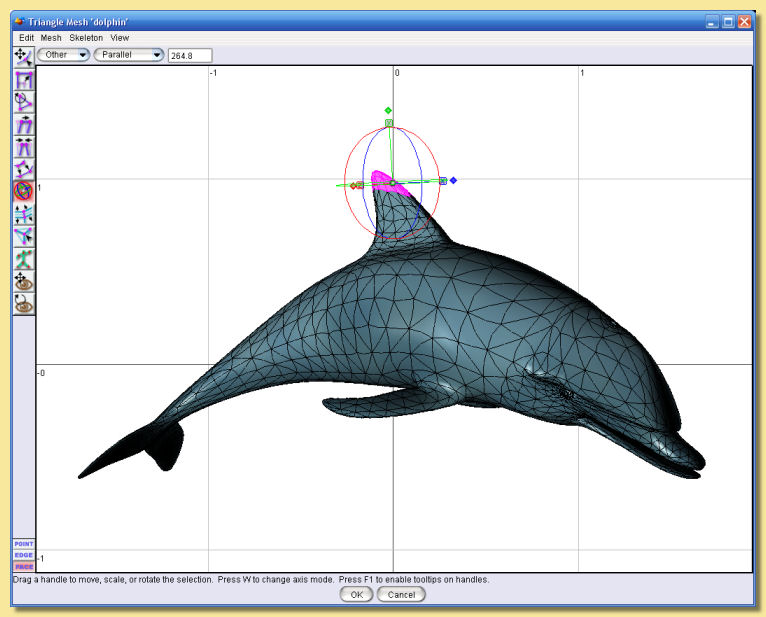 Triangle Mesh 'dolphin'
Edit Mesh Skeleton View
Other Parallel 264.8
-1 0 1
1
-0
-1
POINT
EDGE
FACE
Drag a handle to move, scale, or rotate the selection. Press W to change axis mode. Press F1 to enable tooltips on handles.
OK Cancel